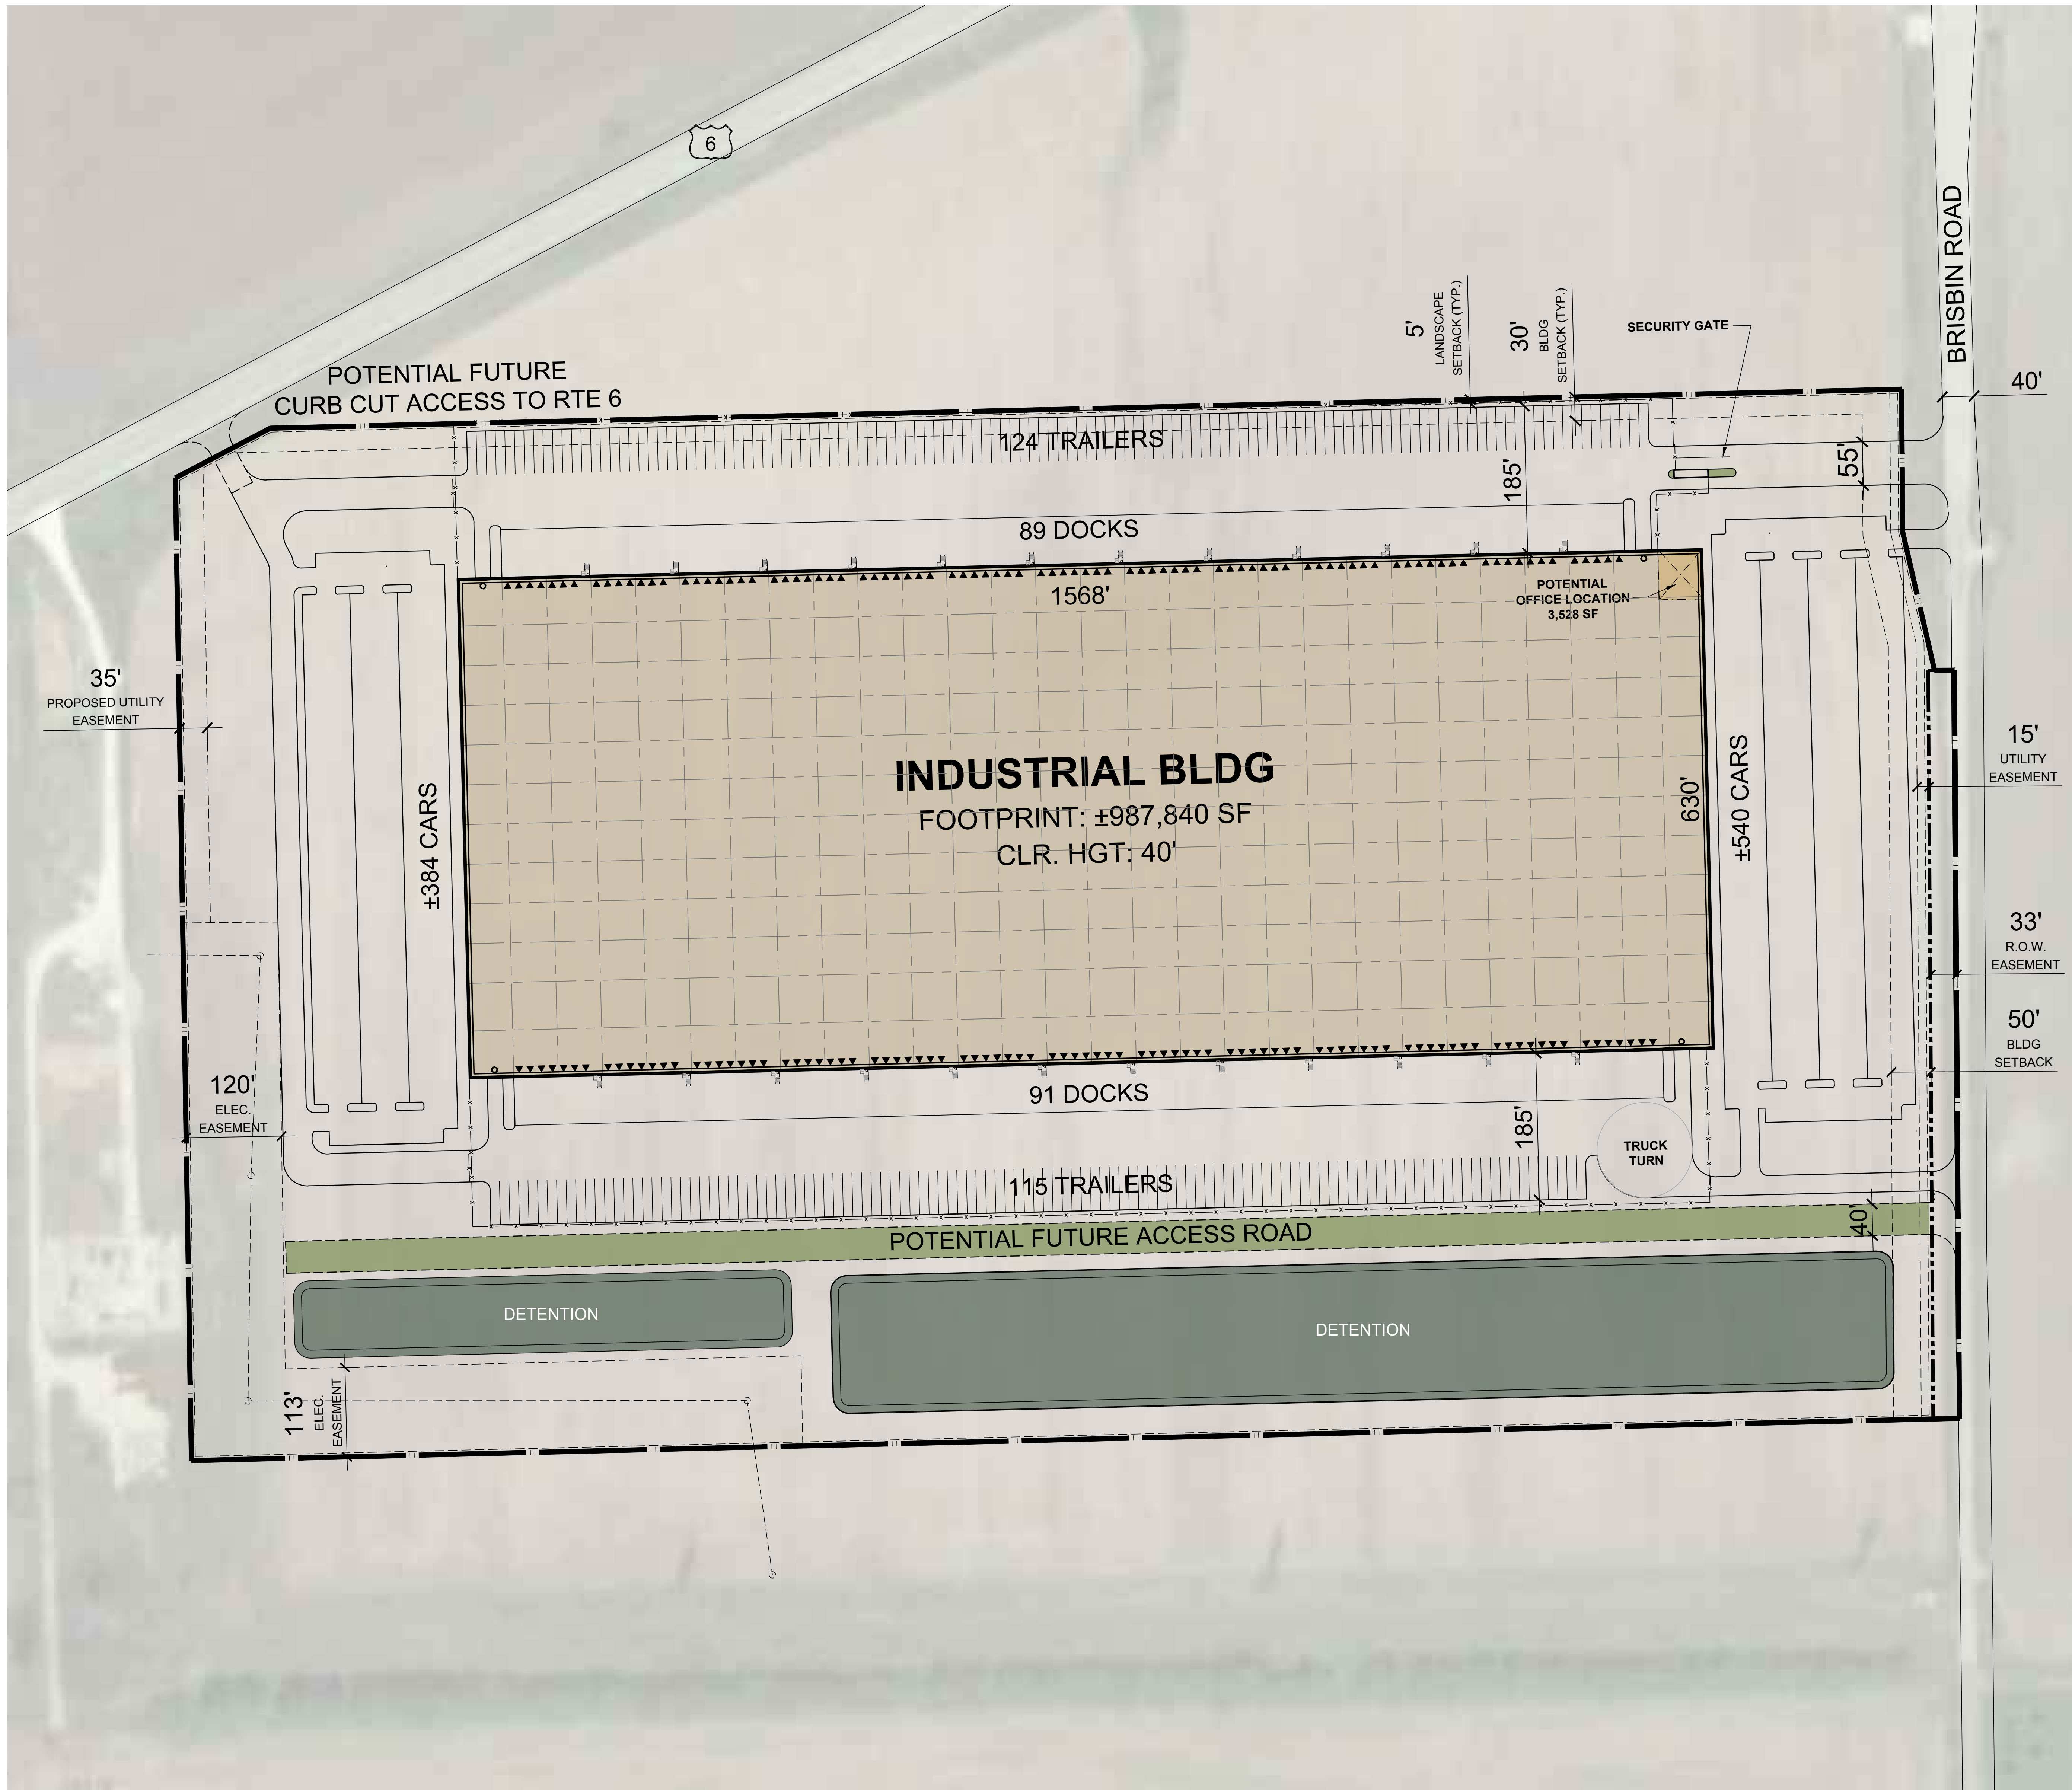 6
BRISBIN ROAD
5'
LANDSCAPE
SETBACK (TYP.)
30'
BLDG
SETBACK (TYP.)
SECURITY GATE
POTENTIAL FUTURE
CURB CUT ACCESS TO RTE 6
40'
124 TRAILERS
185'
55'
89 DOCKS
1568'
POTENTIAL
OFFICE LOCATION
3,528 SF
35'
PROPOSED UTILITY
EASEMENT
INDUSTRIAL BLDG
FOOTPRINT: ±987,840 SF
CLR. HGT: 40'
±384 CARS
630'
±540 CARS
15'
UTILITY
EASEMENT
33'
R.O.W.
EASEMENT
50'
BLDG
SETBACK
120'
ELEC.
EASEMENT
91 DOCKS
185'
TRUCK
TURN
115 TRAILERS
POTENTIAL FUTURE ACCESS ROAD
40'
DETENTION
DETENTION
113'
ELEC.
EASEMENT